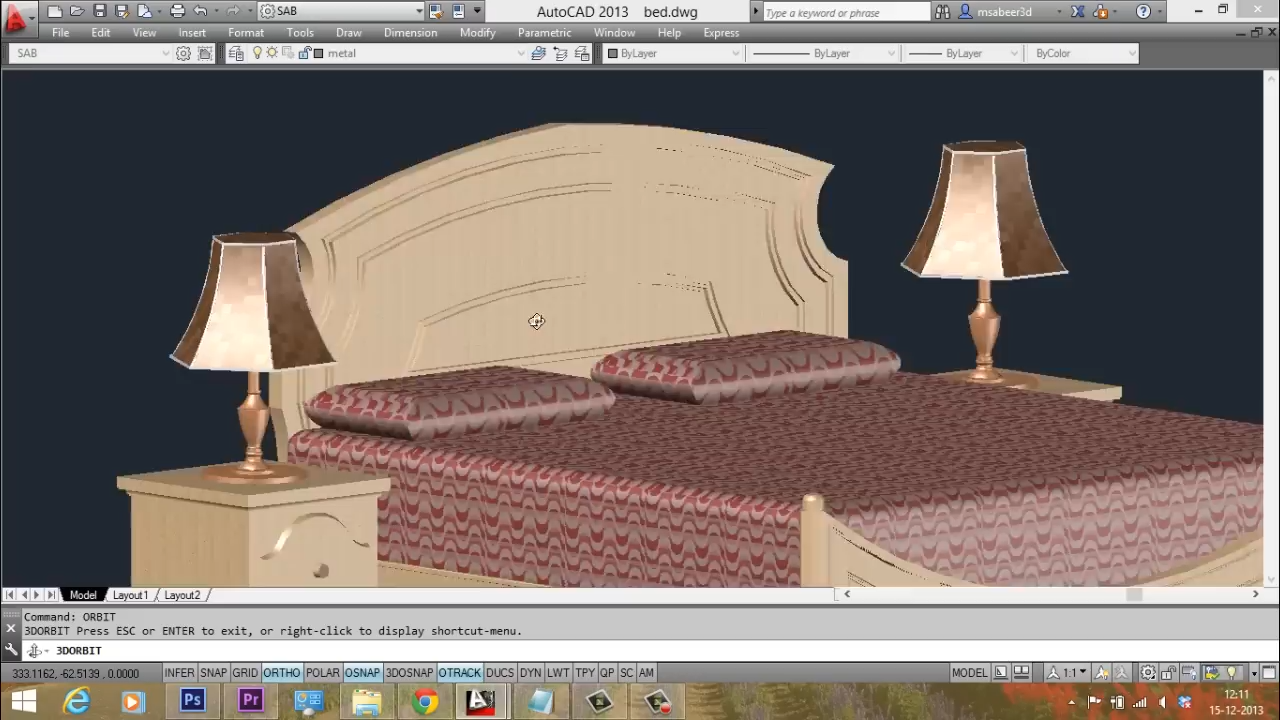 SAB
AutoCAD 2013 bed.dwg
Type a keyword or phrase
msabeer3d
File Edit View Insert Format Tools Draw Dimension Modify Parametric Window Help Express
SAB
metal
ByLayer
ByLayer
ByLayer
ByColor
Model Layout1 Layout2
Command: ORBIT
3DORBIT Press ESC or ENTER to exit, or right-click to display shortcut-menu.
3DORBIT
333.1162, -62.5139 , 0.0000 INFER SNAP GRID ORTHO POLAR OSNAP 3DOSNAP OTRACK DUCS DYN LWT TPY QP SC AM MODEL 1:1
Ps Pr
12:11
15-12-2013